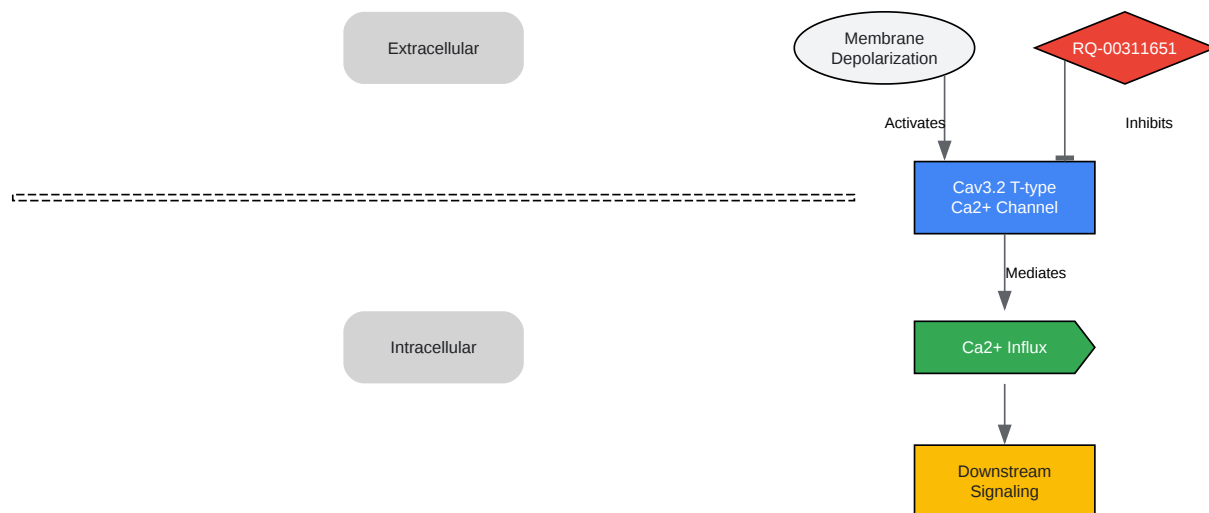 Extracellular
Membrane
Depolarization
RQ-00311651
Activates
Inhibits
Cav3.2 T-type
Ca2+ Channel
Mediates
Intracellular
Ca2+ Influx
Downstream
Signaling